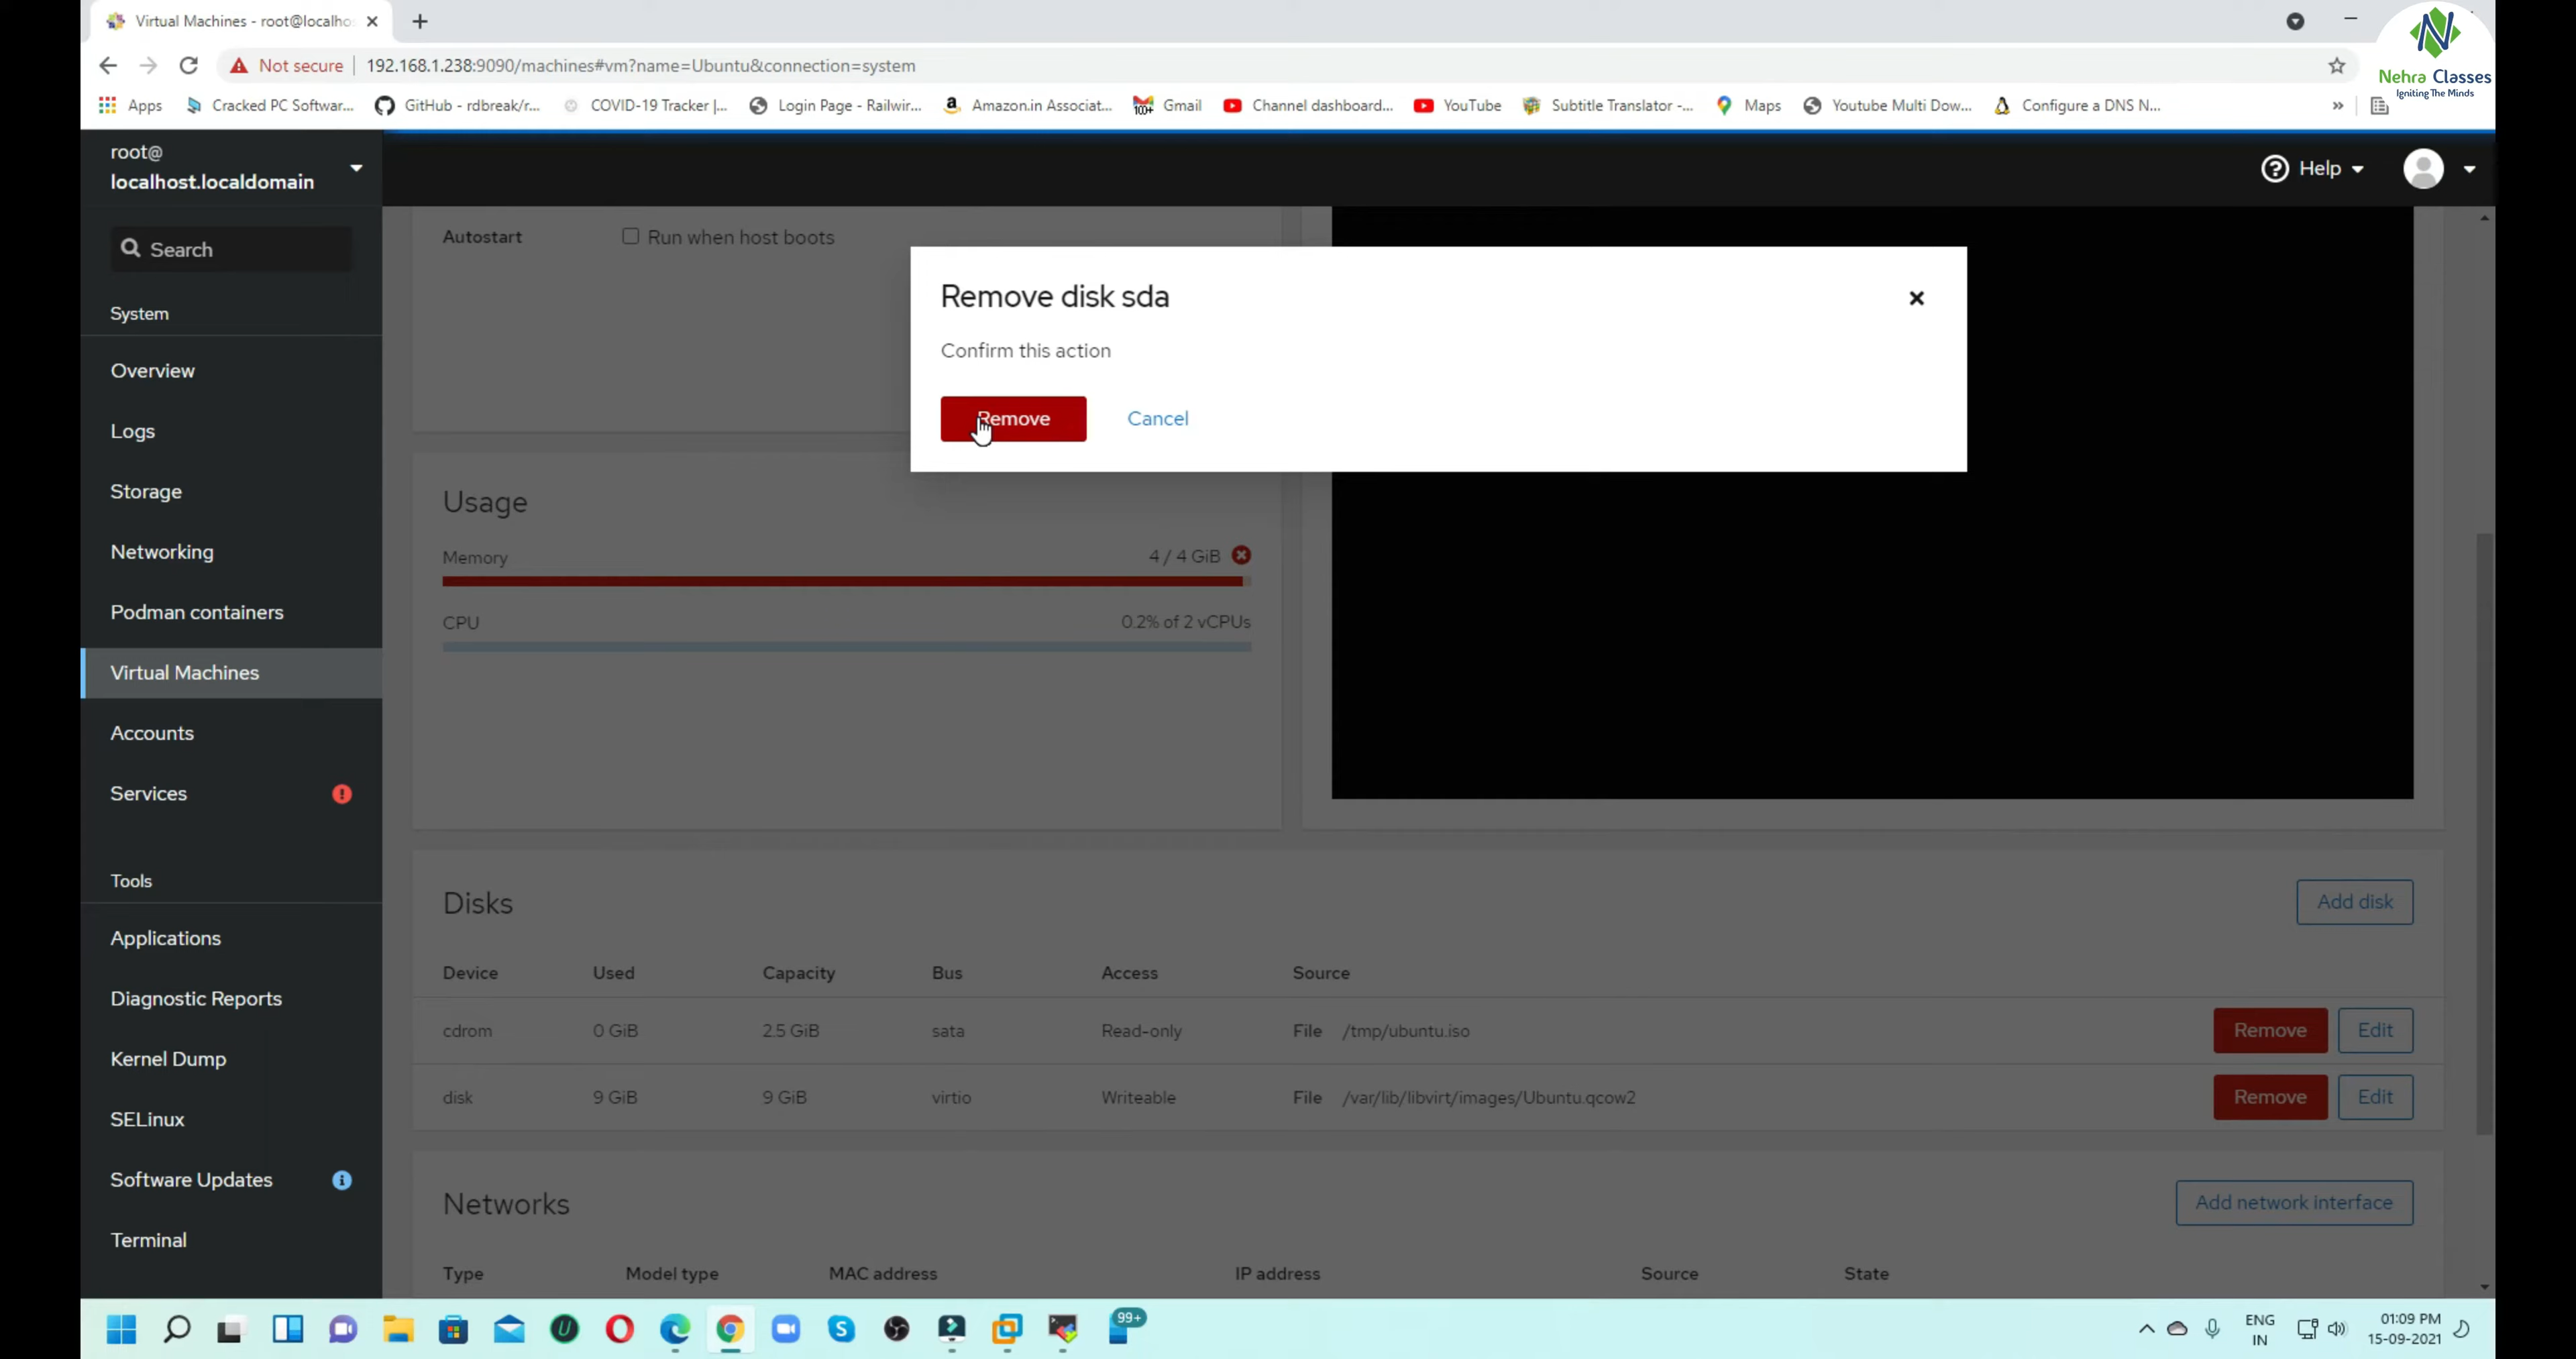 Virtual Machines - root@localho
Not secure
192.168.1.238:9090/machines#vm?name=Ubuntu&connection=system
N
Nehra Classes
Igniting The Minds
Apps
Cracked PC Softwar...
GitHub - rdbreak/r...
COVID-19 Tracker |...
Login Page - Railwir...
Amazon.in Associat...
100+
Gmail
Channel dashboard...
YouTube
Subtitle Translator -...
Maps
Youtube Multi Dow...
Configure a DNS N...
»
root@
localhost.localdomain
Help
Search
System
Overview
Logs
Storage
Networking
Podman containers
Virtual Machines
Accounts
Services
Tools
Applications
Diagnostic Reports
Kernel Dump
SELinux
Software Updates
Terminal
Autostart
Run when host boots
Remove disk sda
Confirm this action
Remove
Cancel
Usage
Memory
4 / 4 GiB
CPU
0.2% of 2 vCPUs
Disks
Add disk
Device Used Capacity Bus Access Source
cdrom 0 GiB 2.5 GiB sata Read-only File /tmp/ubuntu.iso Remove Edit
disk 9 GiB 9 GiB virtio Writeable File /var/lib/libvirt/images/Ubuntu.qcow2 Remove Edit
Networks
Add network interface
Type Model type MAC address IP address Source State
99+
ENG
IN
01:09 PM
15-09-2021